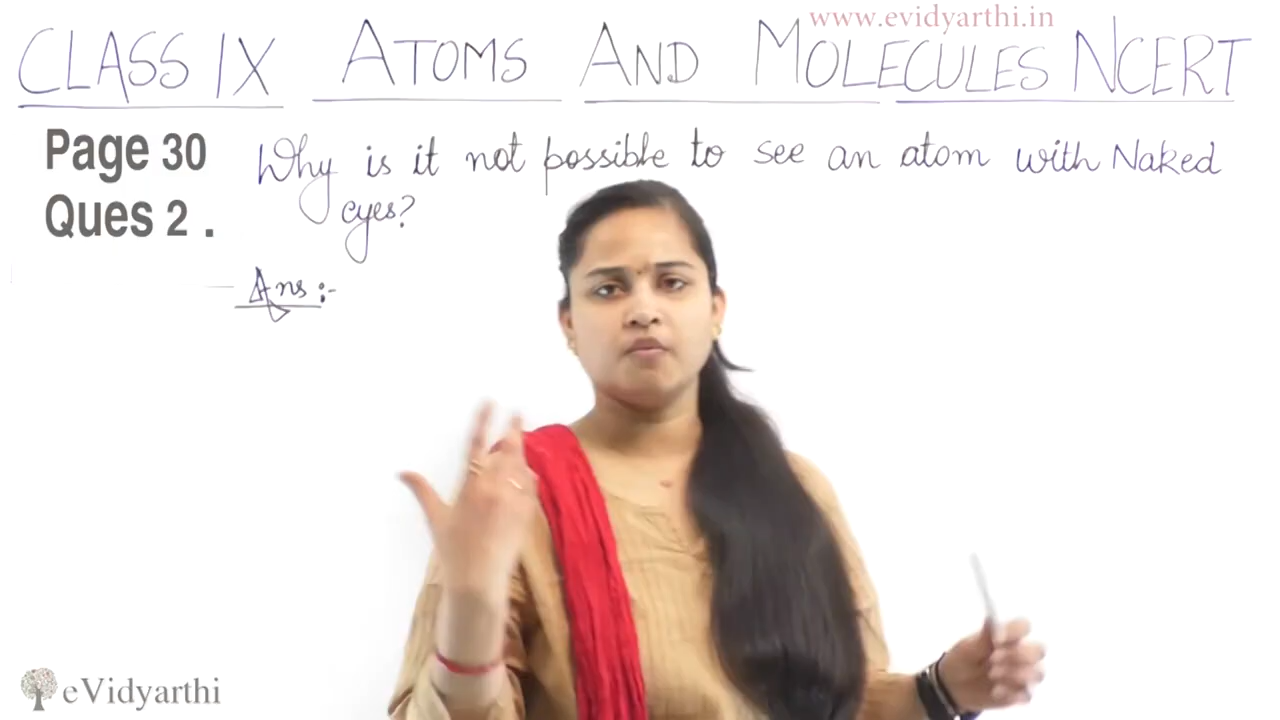 www.evidyarthi.in
CLASS IX ATOMS AND MOLECULES NCERT
Page 30 Why is it not possible to see an atom with Naked
Ques 2 . eyes?
Ans :-
eVidyarthi